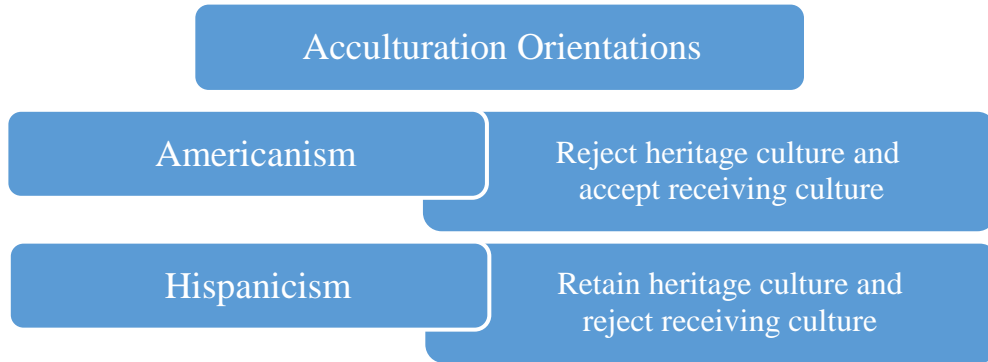 Acculturation Orientations
Americanism
Reject heritage culture and
accept receiving culture
Hispanicism
Retain heritage culture and
reject receiving culture